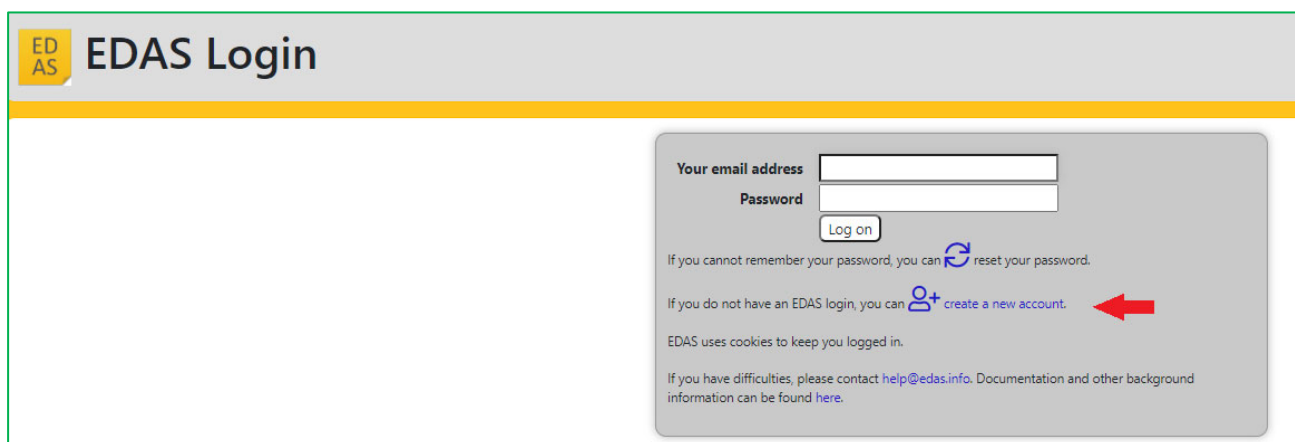 ED
AS
EDAS Login
Your email address
Password
Log on
If you cannot remember your password, you can reset your password.
If you do not have an EDAS login, you can create a new account.
EDAS uses cookies to keep you logged in.
If you have difficulties, please contact help@edas.info. Documentation and other background
information can be found here.